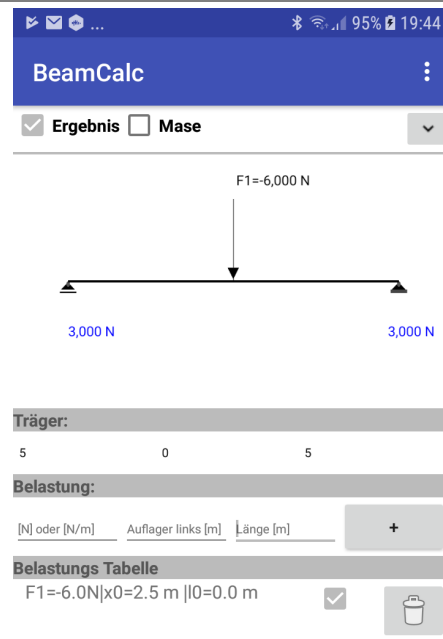 ... 95% 19:44
BeamCalc
Ergebnis Mase
F1=-6,000 N
3,000 N 3,000 N
Träger:
5 0 5
Belastung:
[N] oder [N/m] Auflager links [m] Länge [m] +
Belastungs Tabelle
F1=-6.0N|x0=2.5 m |l0=0.0 m